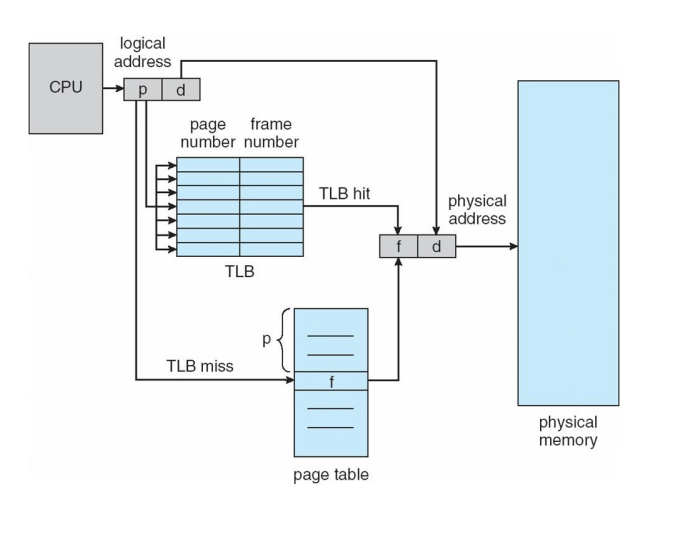 logical
address
CPU
p
d
page
number
frame
number
TLB hit
physical
address
f
d
TLB
p
TLB miss
f
page table
physical
memory